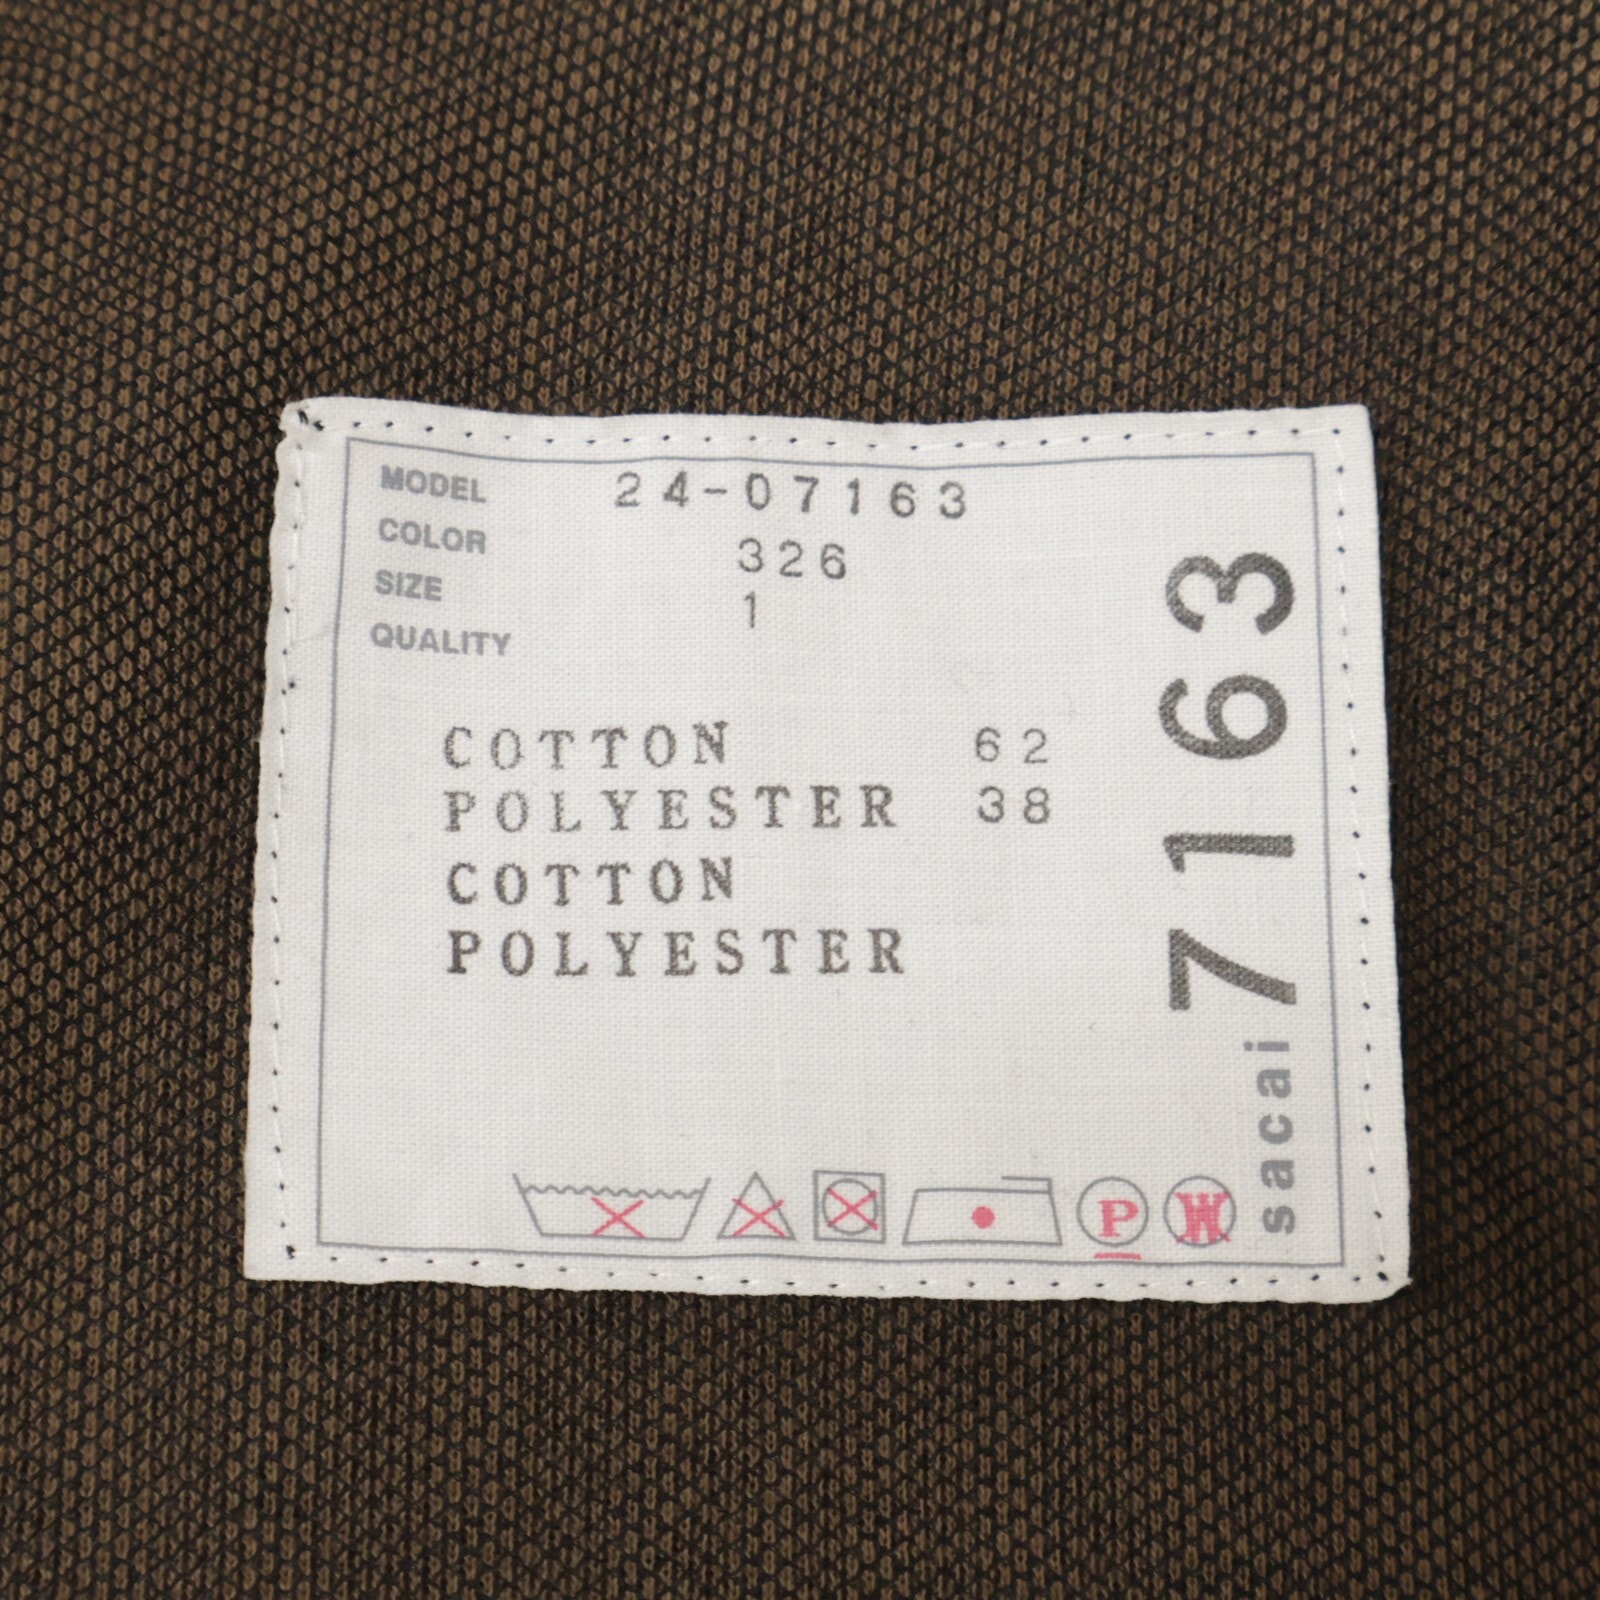 MODEL 24-07163
COLOR 326
SIZE 1
QUALITY
COTTON 62
POLYESTER 38
COTTON
POLYESTER
P
W
sacai 7163